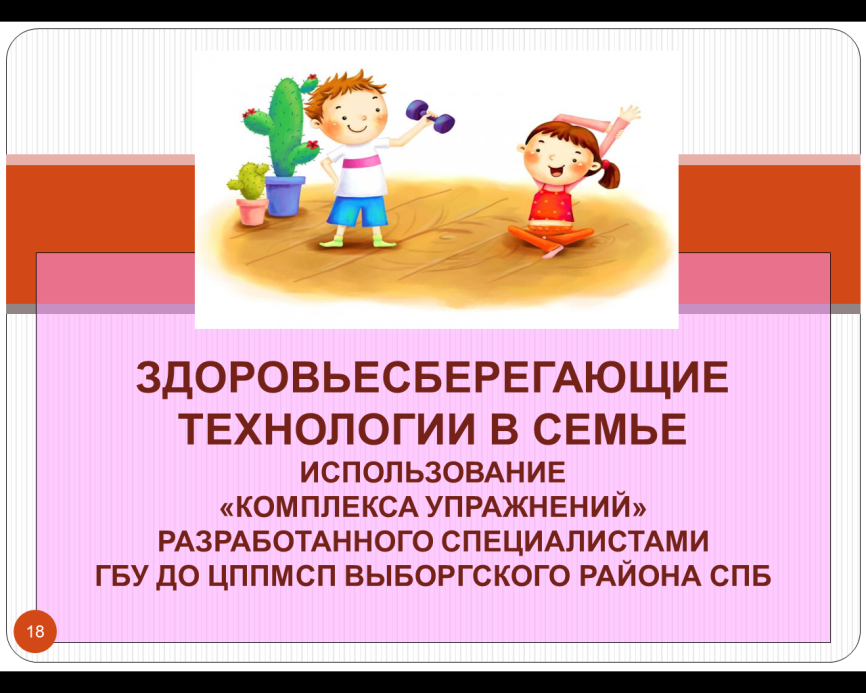 ЗДОРОВЬЕСБЕРЕГАЮЩИЕ
ТЕХНОЛОГИИ В СЕМЬЕ
ИСПОЛЬЗОВАНИЕ
«КОМПЛЕКСА УПРАЖНЕНИЙ»
РАЗРАБОТАННОГО СПЕЦИАЛИСТАМИ
ГБУ ДО ЦППМСП ВЫБОРГСКОГО РАЙОНА СПБ
18